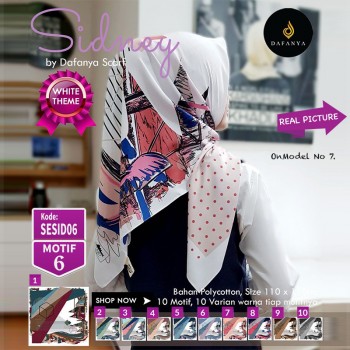 Sidney
by Dafanya Scarf
DAFANYA
WHITE
THEME
REAL PICTURE
OnModel No 7.
Kode:
SESID06
MOTIF
6
Bahan Polycotton, Size 110 x
SHOP NOW
10 Motif, 10 Varian warna tiap motifnya
1
2 3 4 5 6 7 8 9 10